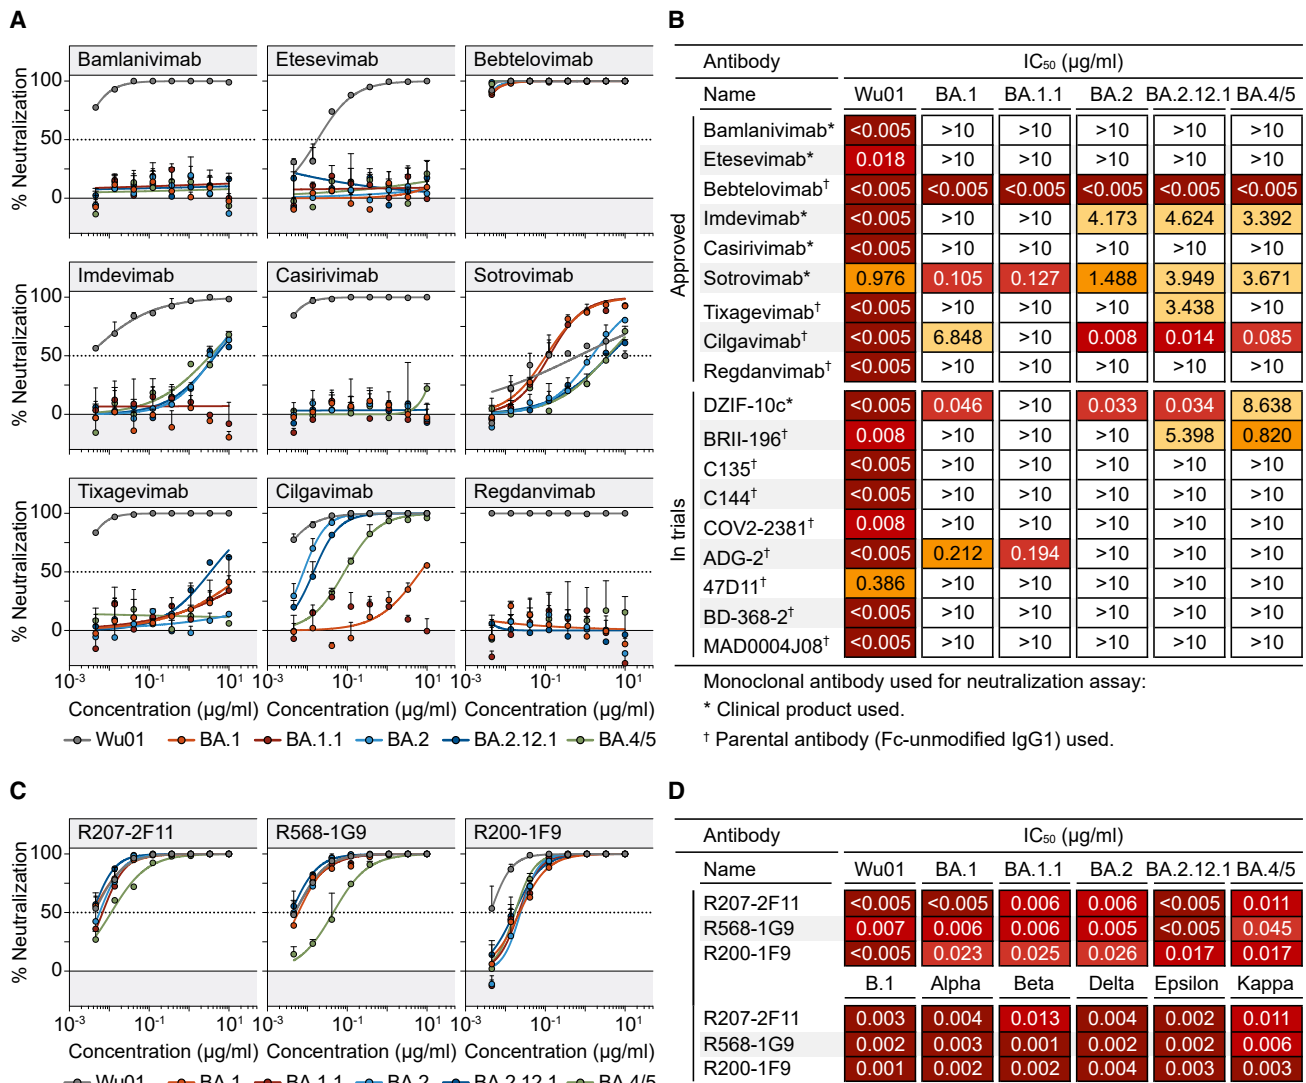 A
Bamlanivimab Etesevimab Bebtelovimab
100
50
0
% Neutralization
Imdevimab Casirivimab Sotrovimab
100
50
0
% Neutralization
Tixagevimab Cilgavimab Regdanvimab
100
50
0
% Neutralization
10-3 10-1 101 10-3 10-1 101 10-3 10-1 101
Concentration (µg/ml) Concentration (µg/ml) Concentration (µg/ml)
Wu01 BA.1 BA.1.1 BA.2 BA.2.12.1 BA.4/5
B
Antibody IC50 (µg/ml)
Name Wu01 BA.1 BA.1.1 BA.2 BA.2.12.1 BA.4/5
Approved
Bamlanivimab* <0.005 >10 >10 >10 >10 >10
Etesevimab* 0.018 >10 >10 >10 >10 >10
Bebtelovimab† <0.005 <0.005 <0.005 <0.005 <0.005 <0.005
Imdevimab* <0.005 >10 >10 4.173 4.624 3.392
Casirivimab* <0.005 >10 >10 >10 >10 >10
Sotrovimab* 0.976 0.105 0.127 1.488 3.949 3.671
Tixagevimab† <0.005 >10 >10 >10 3.438 >10
Cilgavimab† <0.005 6.848 >10 0.008 0.014 0.085
Regdanvimab† <0.005 >10 >10 >10 >10 >10
In trials
DZIF-10c* <0.005 0.046 >10 0.033 0.034 8.638
BRII-196† 0.008 >10 >10 >10 5.398 0.820
C135† <0.005 >10 >10 >10 >10 >10
C144† <0.005 >10 >10 >10 >10 >10
COV2-2381† 0.008 >10 >10 >10 >10 >10
ADG-2† <0.005 0.212 0.194 >10 >10 >10
47D11† 0.386 >10 >10 >10 >10 >10
BD-368-2† <0.005 >10 >10 >10 >10 >10
MAD0004J08† <0.005 >10 >10 >10 >10 >10
Monoclonal antibody used for neutralization assay:
* Clinical product used.
† Parental antibody (Fc-unmodified IgG1) used.
C
R207-2F11 R568-1G9 R200-1F9
100
50
0
% Neutralization
10-3 10-1 101 10-3 10-1 101 10-3 10-1 101
Concentration (µg/ml) Concentration (µg/ml) Concentration (µg/ml)
Wu01 BA.1 BA.1.1 BA.2 BA.2.12.1 BA.4/5
D
Antibody IC50 (µg/ml)
Name Wu01 BA.1 BA.1.1 BA.2 BA.2.12.1 BA.4/5
R207-2F11 <0.005 <0.005 0.006 0.006 <0.005 0.011
R568-1G9 0.007 0.006 0.006 0.005 <0.005 0.045
R200-1F9 <0.005 0.023 0.025 0.026 0.017 0.017
B.1 Alpha Beta Delta Epsilon Kappa
R207-2F11 0.003 0.004 0.013 0.004 0.002 0.011
R568-1G9 0.002 0.003 0.001 0.002 0.002 0.006
R200-1F9 0.001 0.002 0.002 0.004 0.003 0.003